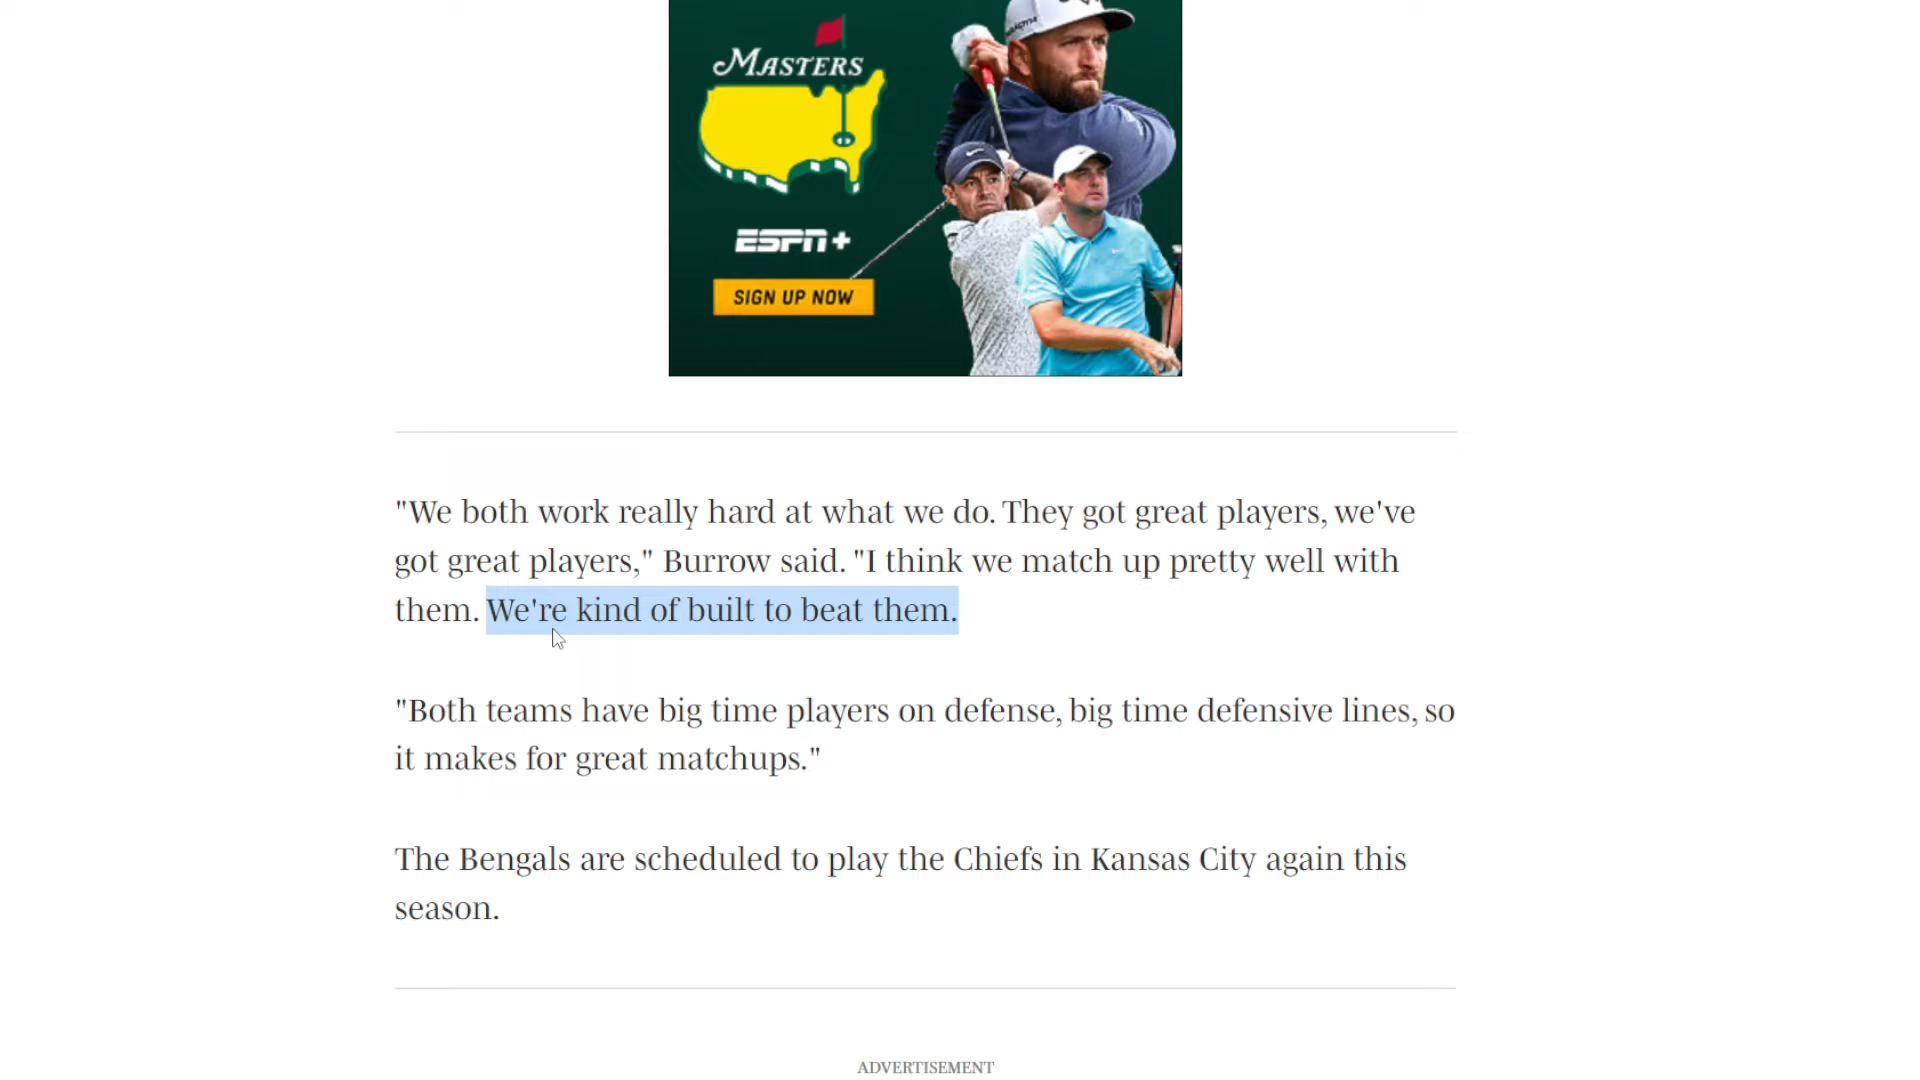 MASTERS
ESPN+
SIGN UP NOW
"We both work really hard at what we do. They got great players, we've
got great players," Burrow said. "I think we match up pretty well with
them. We're kind of built to beat them.
"Both teams have big time players on defense, big time defensive lines, so
it makes for great matchups."
The Bengals are scheduled to play the Chiefs in Kansas City again this
season.
ADVERTISEMENT